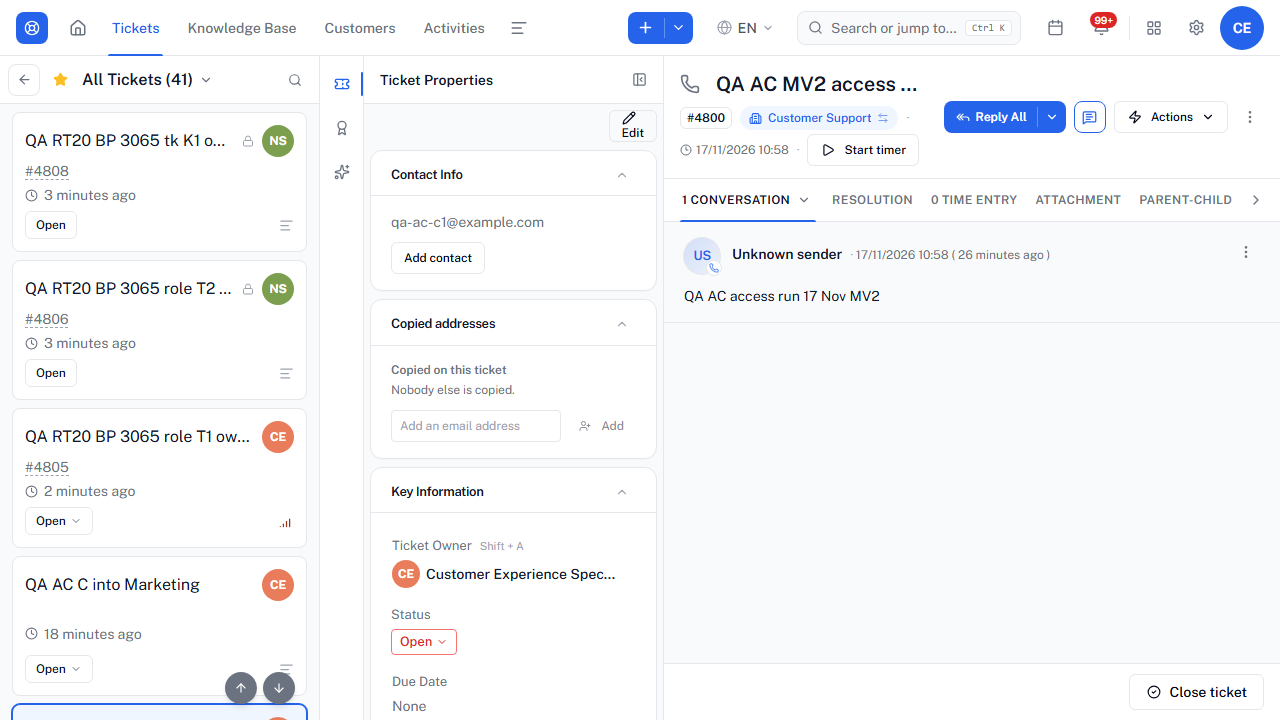 Tickets
Knowledge Base
Customers
Activities
EN
Search or jump to...
Ctrl K
99+
CE
All Tickets (41)
QA RT20 BP 3065 tk K1 o...
NS
#4808
3 minutes ago
Open
QA RT20 BP 3065 role T2 ...
NS
#4806
3 minutes ago
Open
QA RT20 BP 3065 role T1 ow...
CE
#4805
2 minutes ago
Open
QA AC C into Marketing
CE
18 minutes ago
Open
Ticket Properties
Edit
Contact Info
qa-ac-c1@example.com
Add contact
Copied addresses
Copied on this ticket
Nobody else is copied.
Add an email address
Add
Key Information
Ticket Owner Shift + A
CE Customer Experience Spec...
Status
Open
Due Date
None
QA AC MV2 access ...
#4800
Customer Support
·
17/11/2026 10:58 ·
Start timer
Reply All
Actions
1 CONVERSATION
RESOLUTION
0 TIME ENTRY
ATTACHMENT
PARENT-CHILD
US
Unknown sender · 17/11/2026 10:58 ( 26 minutes ago )
QA AC access run 17 Nov MV2
Close ticket